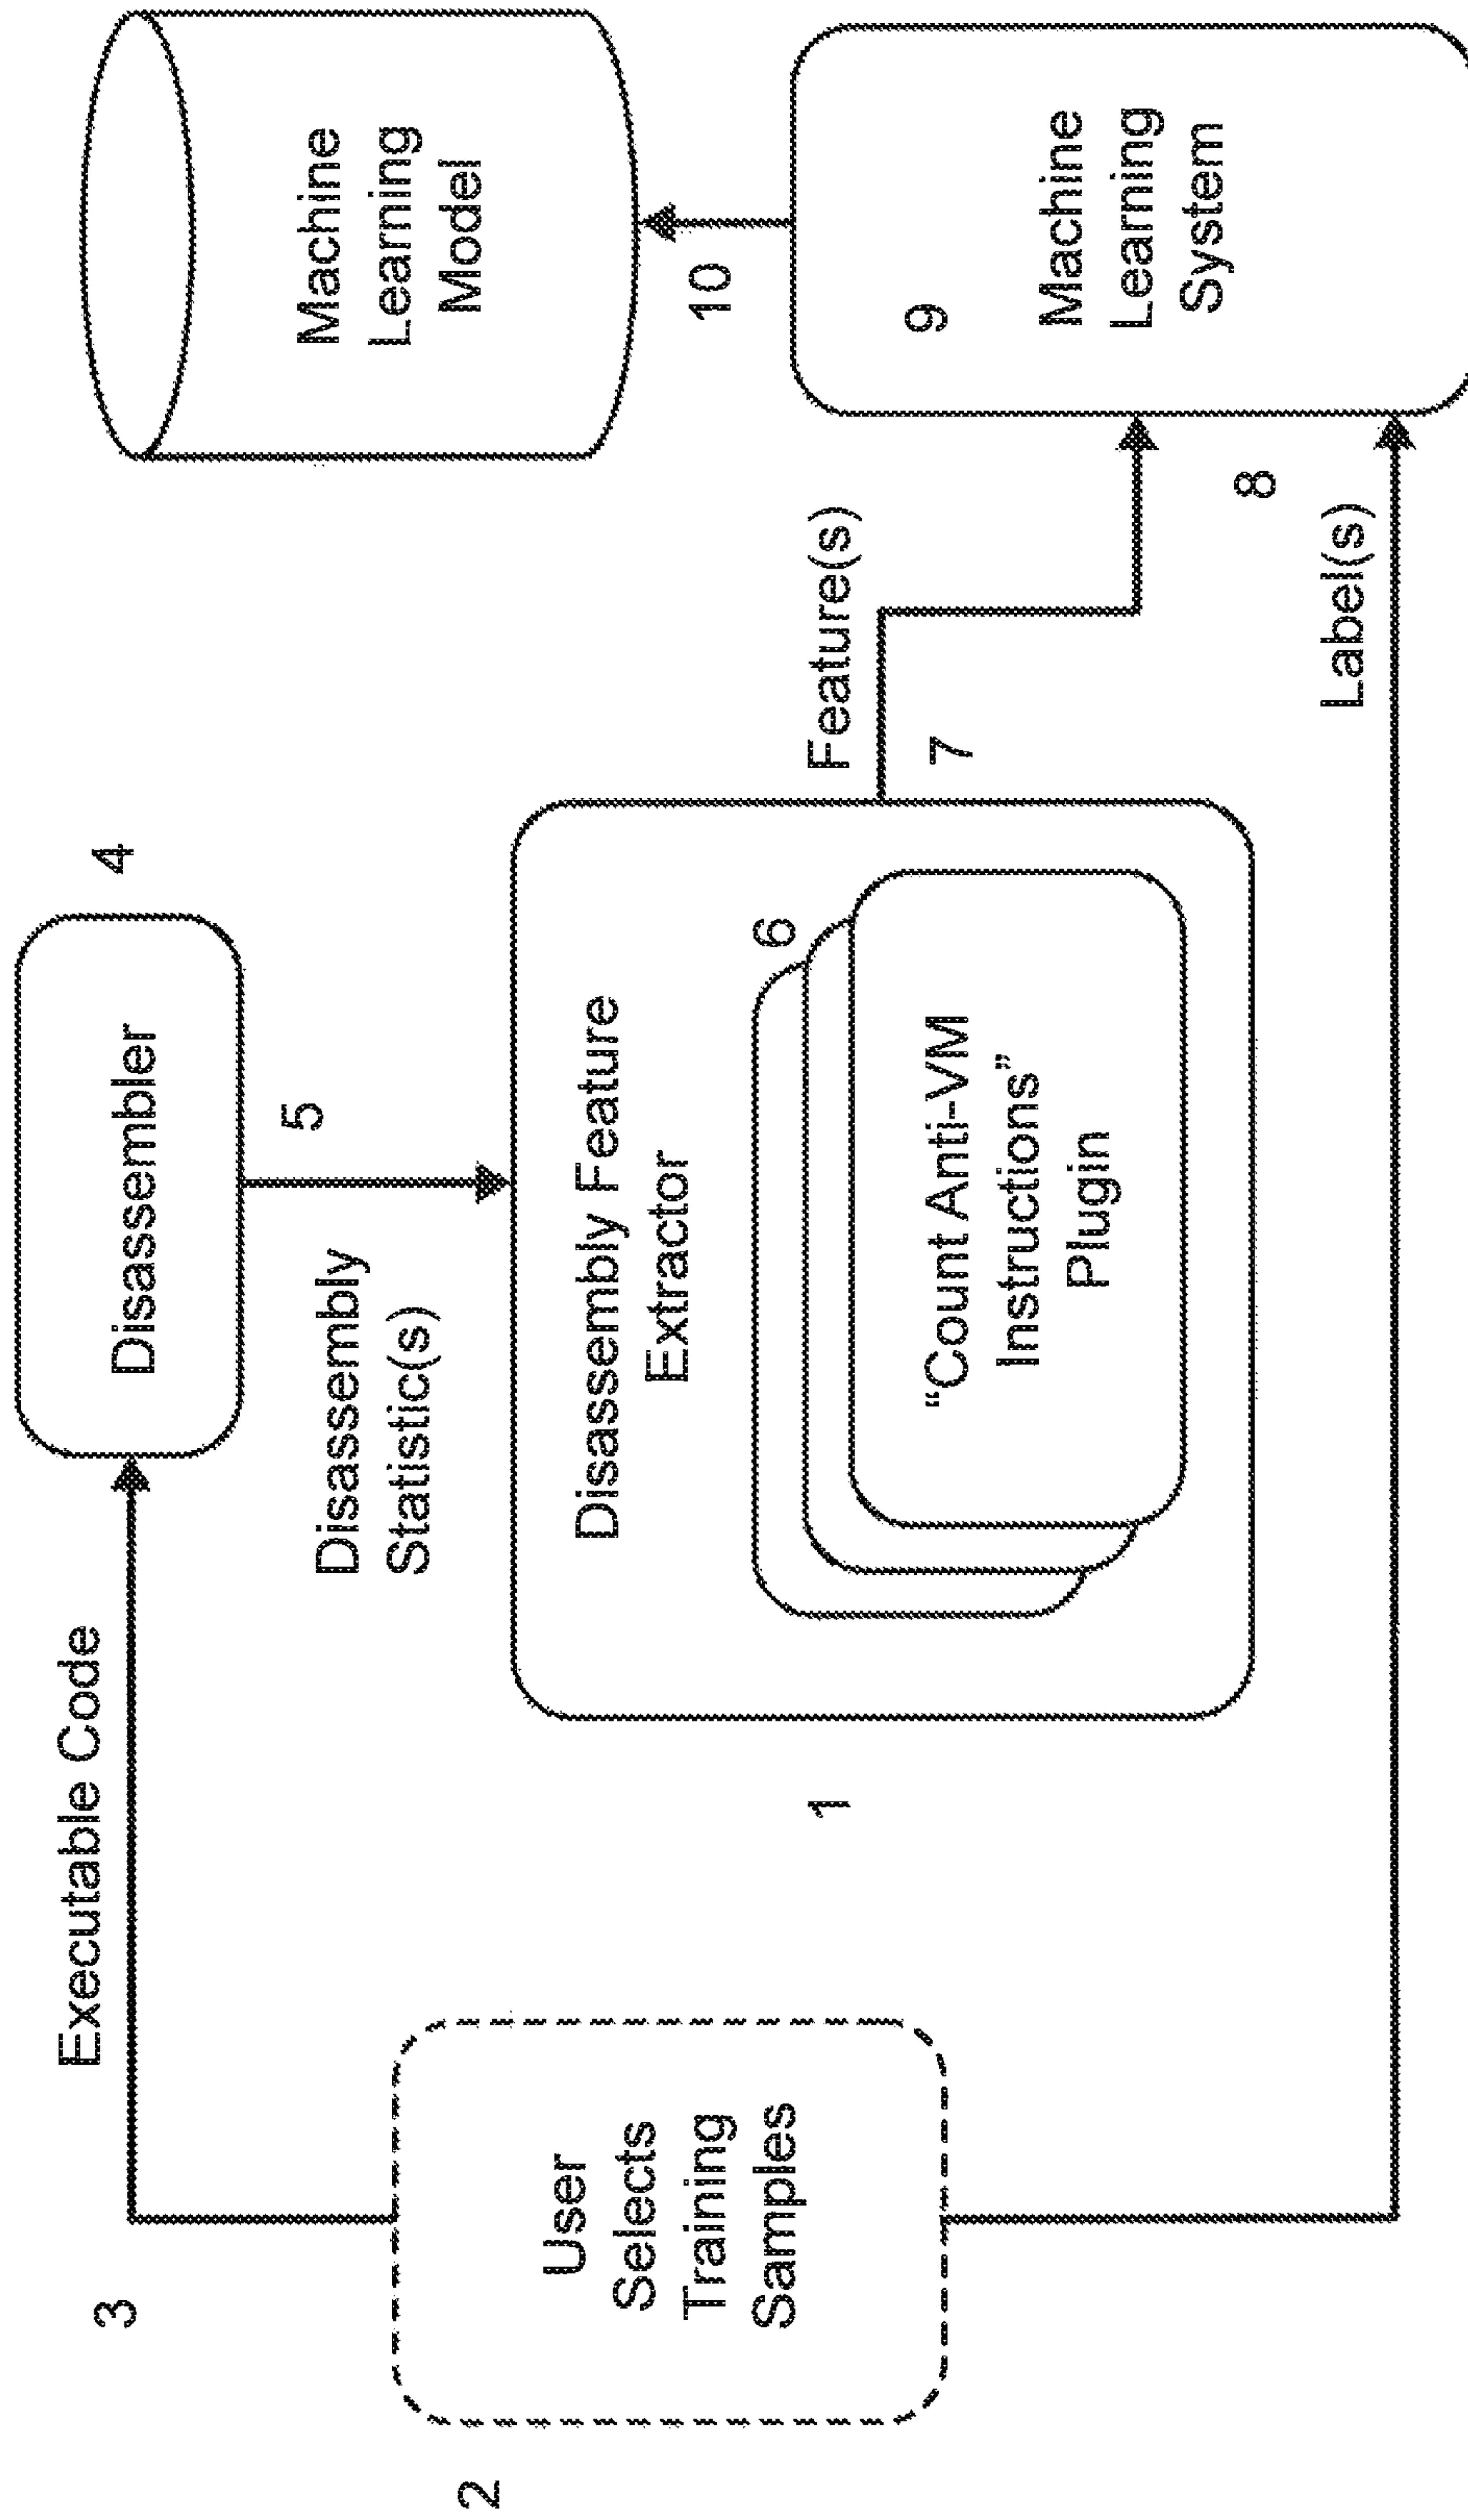 3
Executable Code
Disassembler
4
5
Disassembly
Statistic(s)
2
User
Selects
Training
Samples
1
Disassembly Feature
Extractor
6
“Count Anti-VM
Instructions”
Plugin
Feature(s)
7
8
Label(s)
Machine
Learning
Model
10
9
Machine
Learning
System